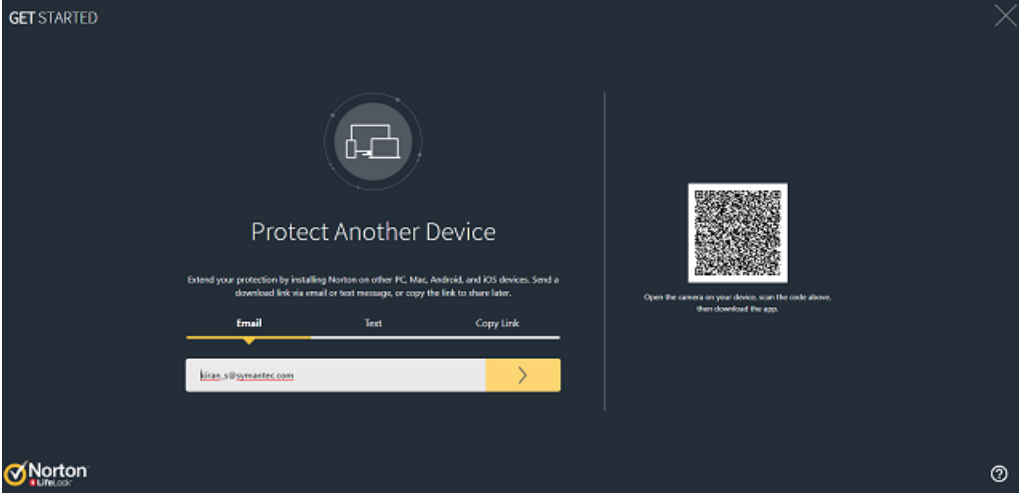 GET STARTED
Protect Another Device
Extend your protection by installing Norton on other PC, Mac, Android, and iOS devices. Send a
download link via email or text message, or copy the link to share later.
Email Text Copy Link
kiran_s@symantec.com
Open the camera on your device, scan the code above,
then download the app.
Norton
LifeLock
?